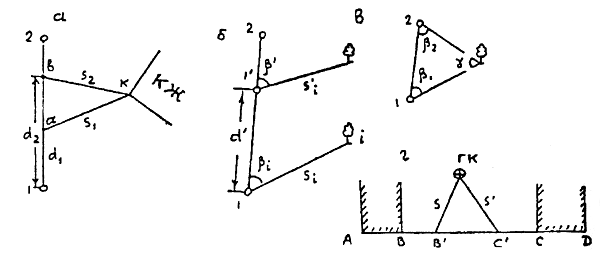 а
2
в
S₂
К
К-Ж
а
S₁
d₂
d₁
1
б
2
β'
1'
S'ᵢ
d'
βᵢ
i
Sᵢ
1
в
2
β₂
γ
β₁
1
г
ГК
S
S'
A
B
B'
C'
C
D